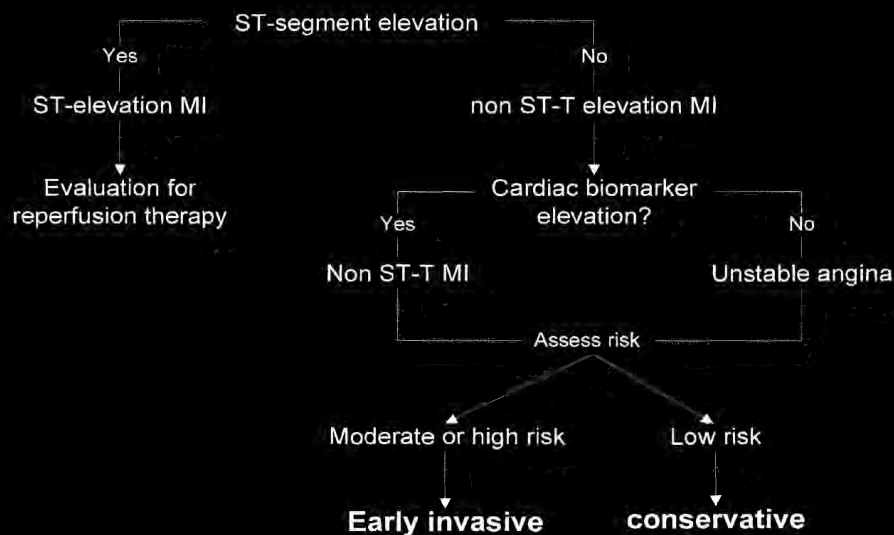 ST-segment elevation
Yes
No
ST-elevation MI
non ST-T elevation MI
Evaluation for
reperfusion therapy
Cardiac biomarker
elevation?
Yes
No
Non ST-T MI
Unstable angina
Assess risk
Moderate or high risk
Low risk
Early invasive
conservative